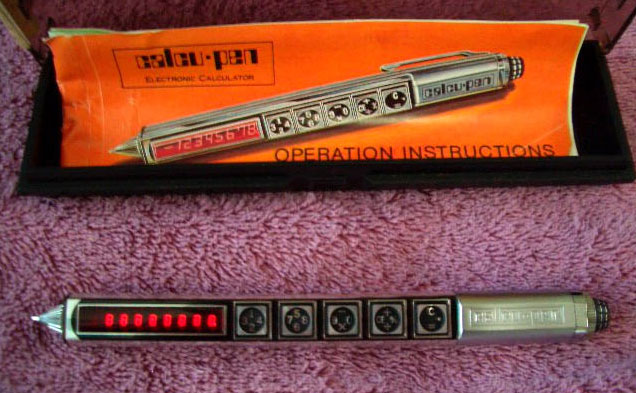 calcu·pen
ELECTRONIC CALCULATOR
calcu·pen
-12345678
OPERATION INSTRUCTIONS
88888888
C
calcu·pen